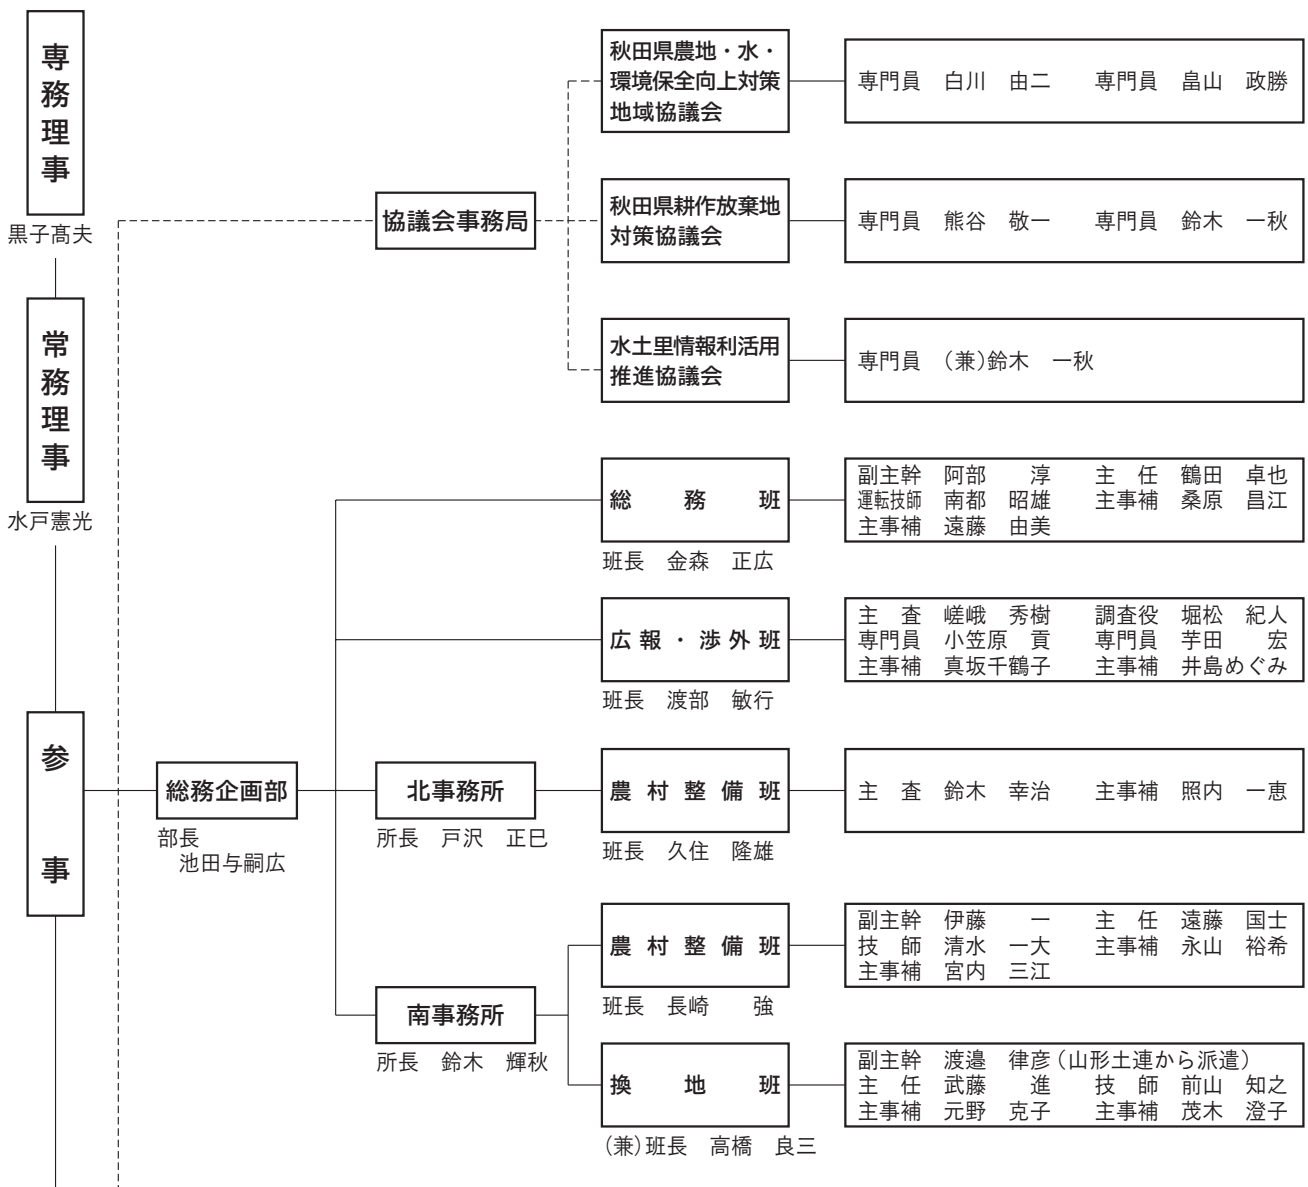 専務理事
黒子髙夫
常務理事
水戸憲光
参事
総務企画部
部長
池田与嗣広
協議会事務局
秋田県農地・水・
環境保全向上対策
地域協議会
専門員 白川 由二 専門員 畠山 政勝
秋田県耕作放棄地
対策協議会
専門員 熊谷 敬一 専門員 鈴木 一秋
水土里情報利活用
推進協議会
専門員 (兼)鈴木 一秋
総務班
班長 金森 正広
副主幹 阿部 淳 主任 鶴田 卓也
運転技師 南都 昭雄 主事補 桑原 昌江
主事補 遠藤 由美
広報・渉外班
班長 渡部 敏行
主査 嵯峨 秀樹 調査役 堀松 紀人
専門員 小笠原 貢 専門員 芋田 宏
主事補 真坂千鶴子 主事補 井島めぐみ
北事務所
所長 戸沢 正巳
農村整備班
班長 久住 隆雄
主査 鈴木 幸治 主事補 照内 一恵
南事務所
所長 鈴木 輝秋
農村整備班
班長 長崎 強
副主幹 伊藤 一 主任 遠藤 国士
技師 清水 一大 主事補 永山 裕希
主事補 宮内 三江
換地班
(兼)班長 高橋 良三
副主幹 渡邉 律彦(山形土連から派遣)
主任 武藤 進 技師 前山 知之
主事補 元野 克子 主事補 茂木 澄子